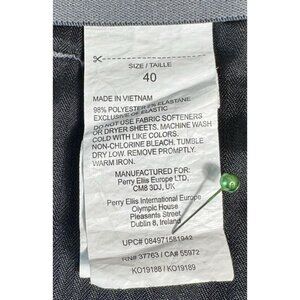 SIZE / TAILLE
40
MADE IN VIETNAM
98% POLYESTER 2% ELASTANE
EXCLUSIVE OF ELASTIC
DO NOT USE FABRIC SOFTENERS
OR DRYER SHEETS. MACHINE WASH
COLD WITH LIKE COLORS.
NON-CHLORINE BLEACH. TUMBLE
DRY LOW. REMOVE PROMPTLY.
WARM IRON.
MANUFACTURED FOR:
Perry Ellis Europe LTD,
CM8 3DJ, UK
Perry Ellis International Europe
Olympic House
Pleasants Street
Dublin 8, Ireland
UPC# 084971581942
RN# 37763 / CA# 55972
KO19188 / KO19189